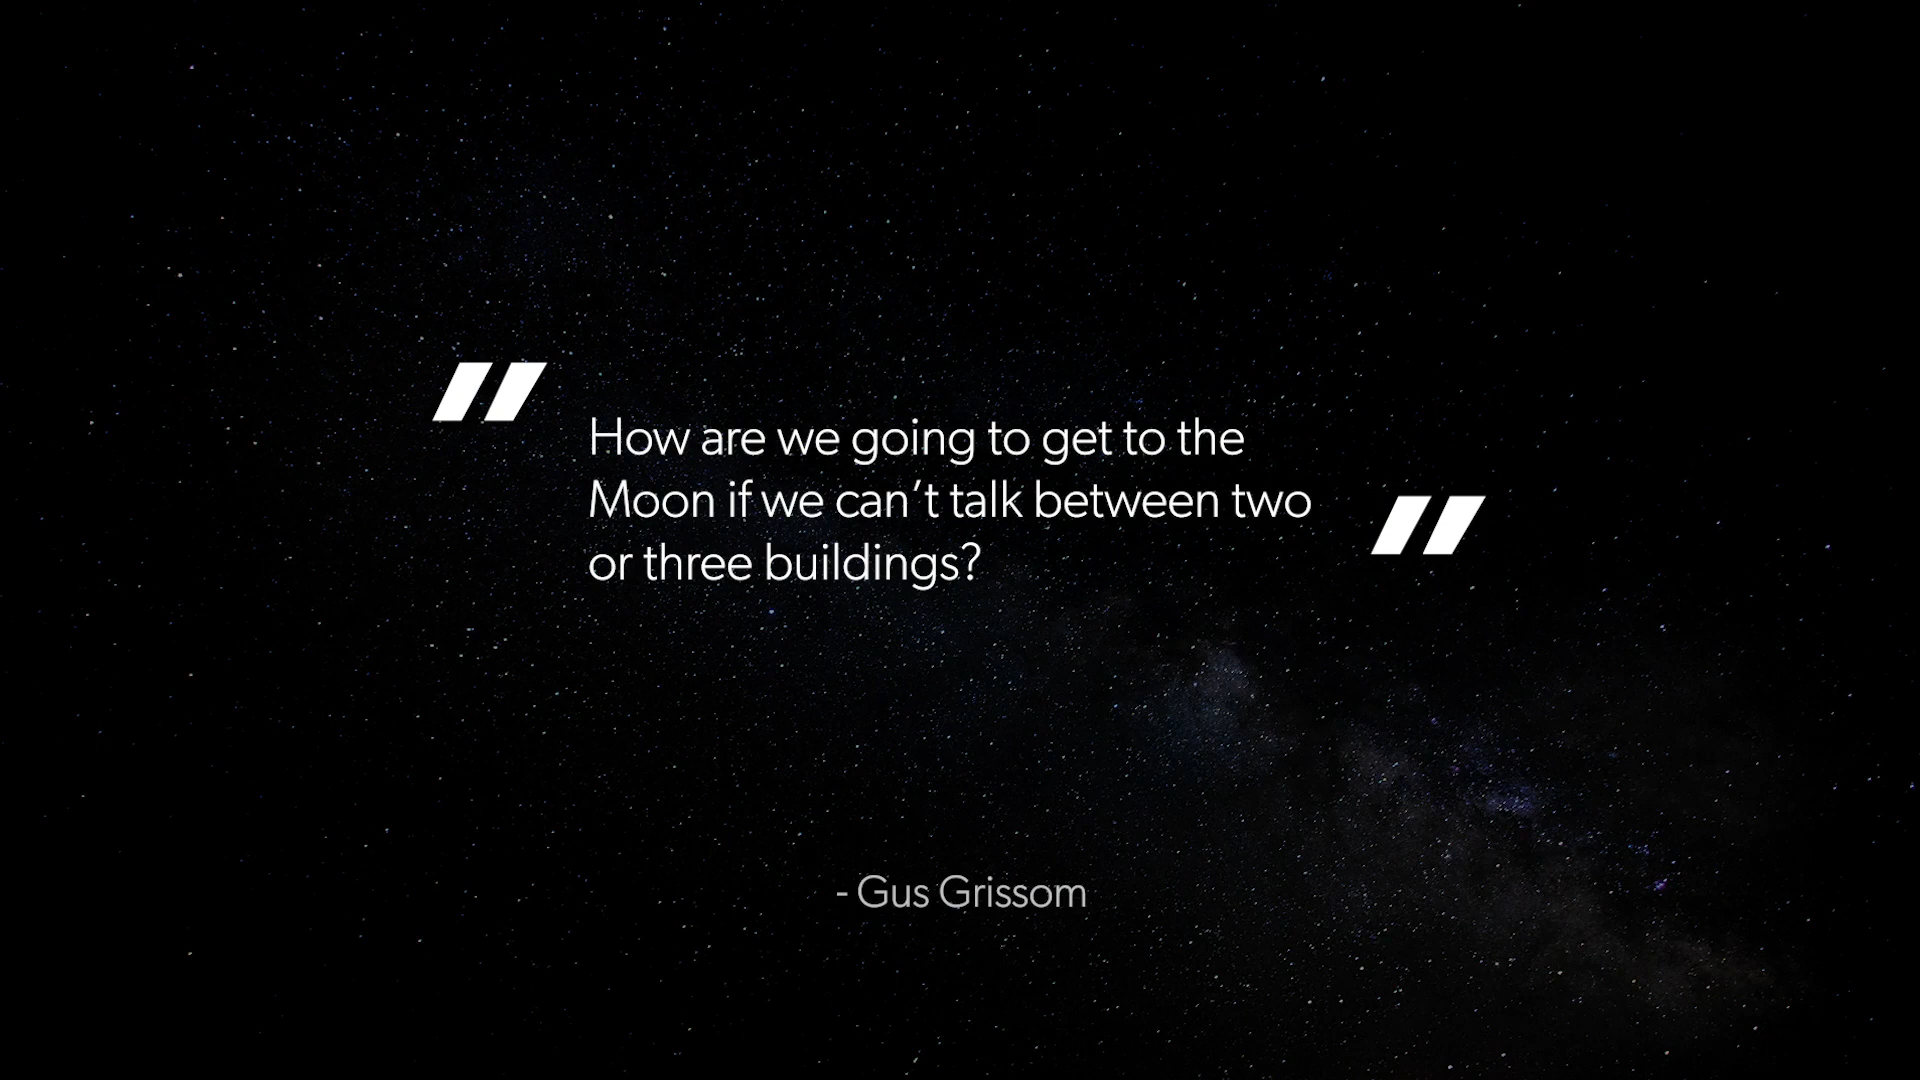 "How are we going to get to the
Moon if we can't talk between two
or three buildings?"
- Gus Grissom